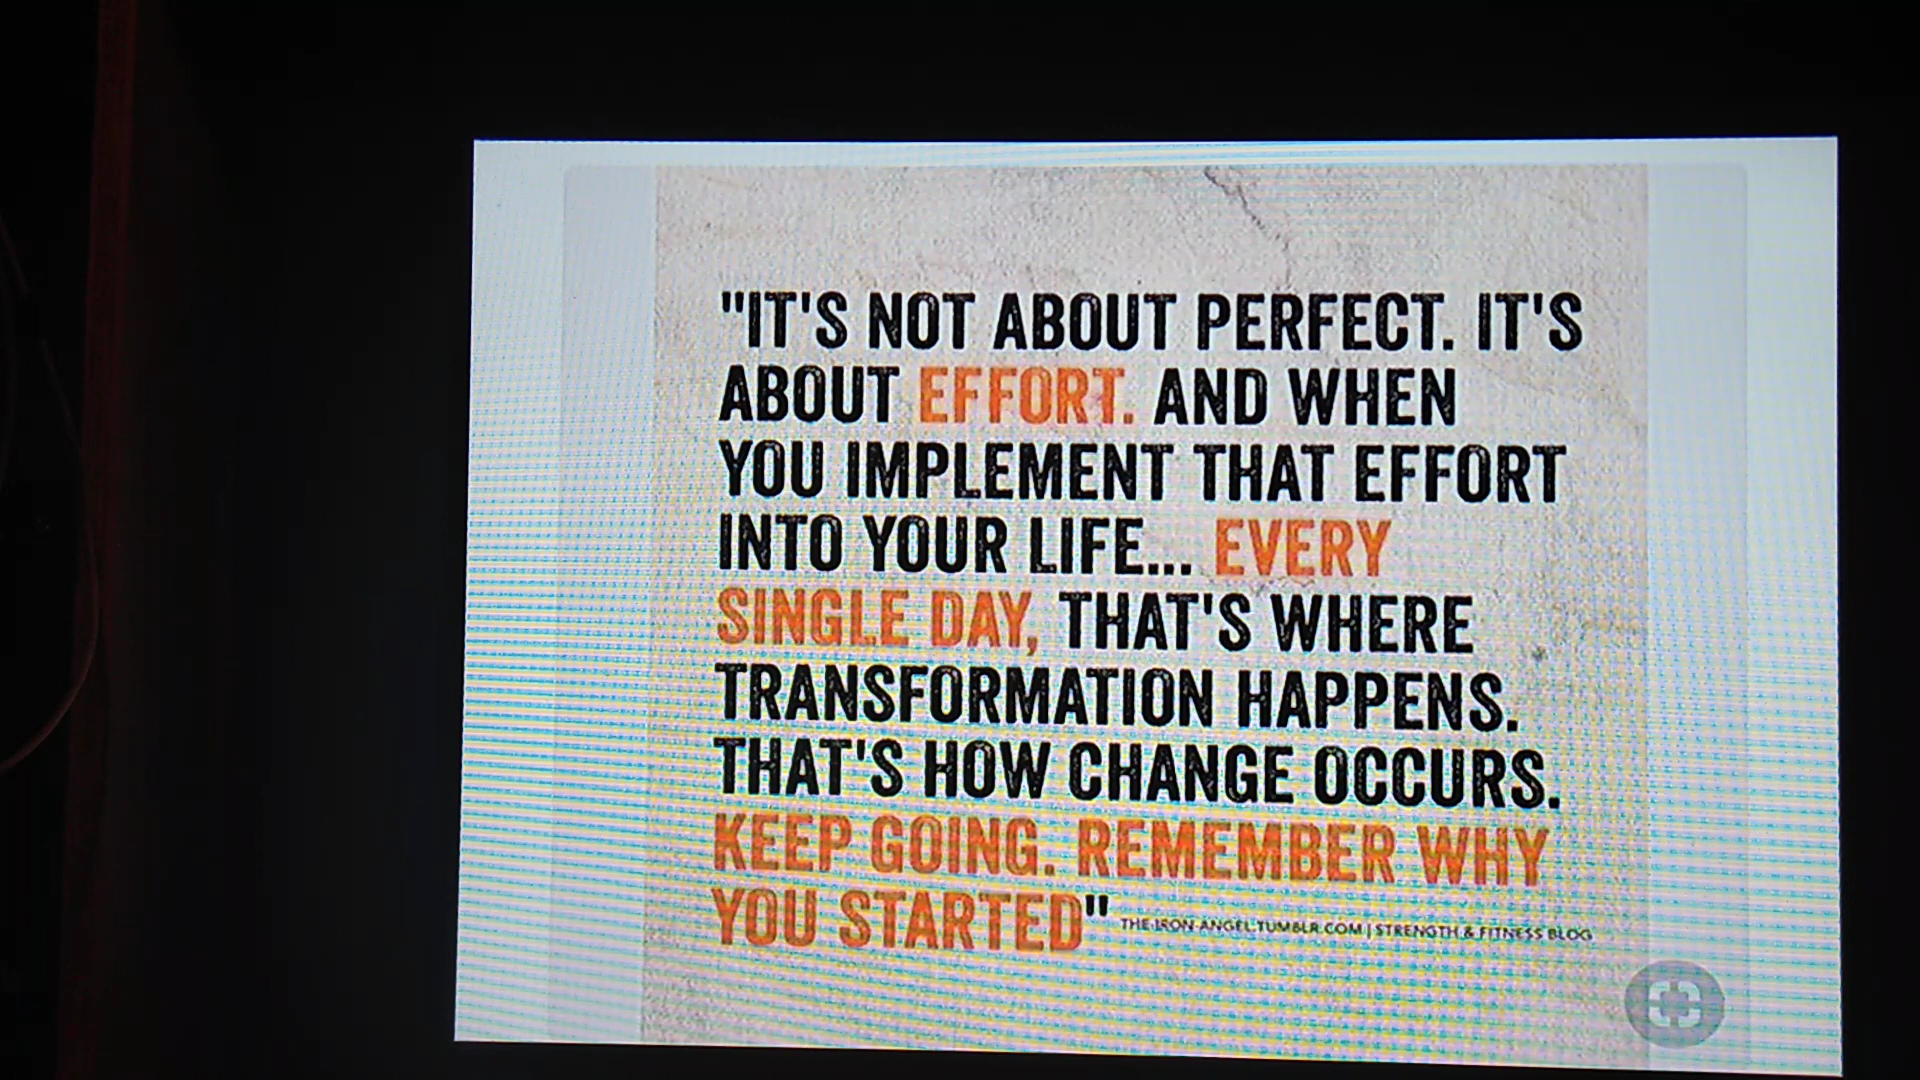 "IT'S NOT ABOUT PERFECT. IT'S
ABOUT EFFORT. AND WHEN
YOU IMPLEMENT THAT EFFORT
INTO YOUR LIFE... EVERY
SINGLE DAY, THAT'S WHERE
TRANSFORMATION HAPPENS.
THAT'S HOW CHANGE OCCURS.
KEEP GOING. REMEMBER WHY
YOU STARTED" THE-IRON-ANGEL.TUMBLR.COM | STRENGTH & FITNESS BLOG